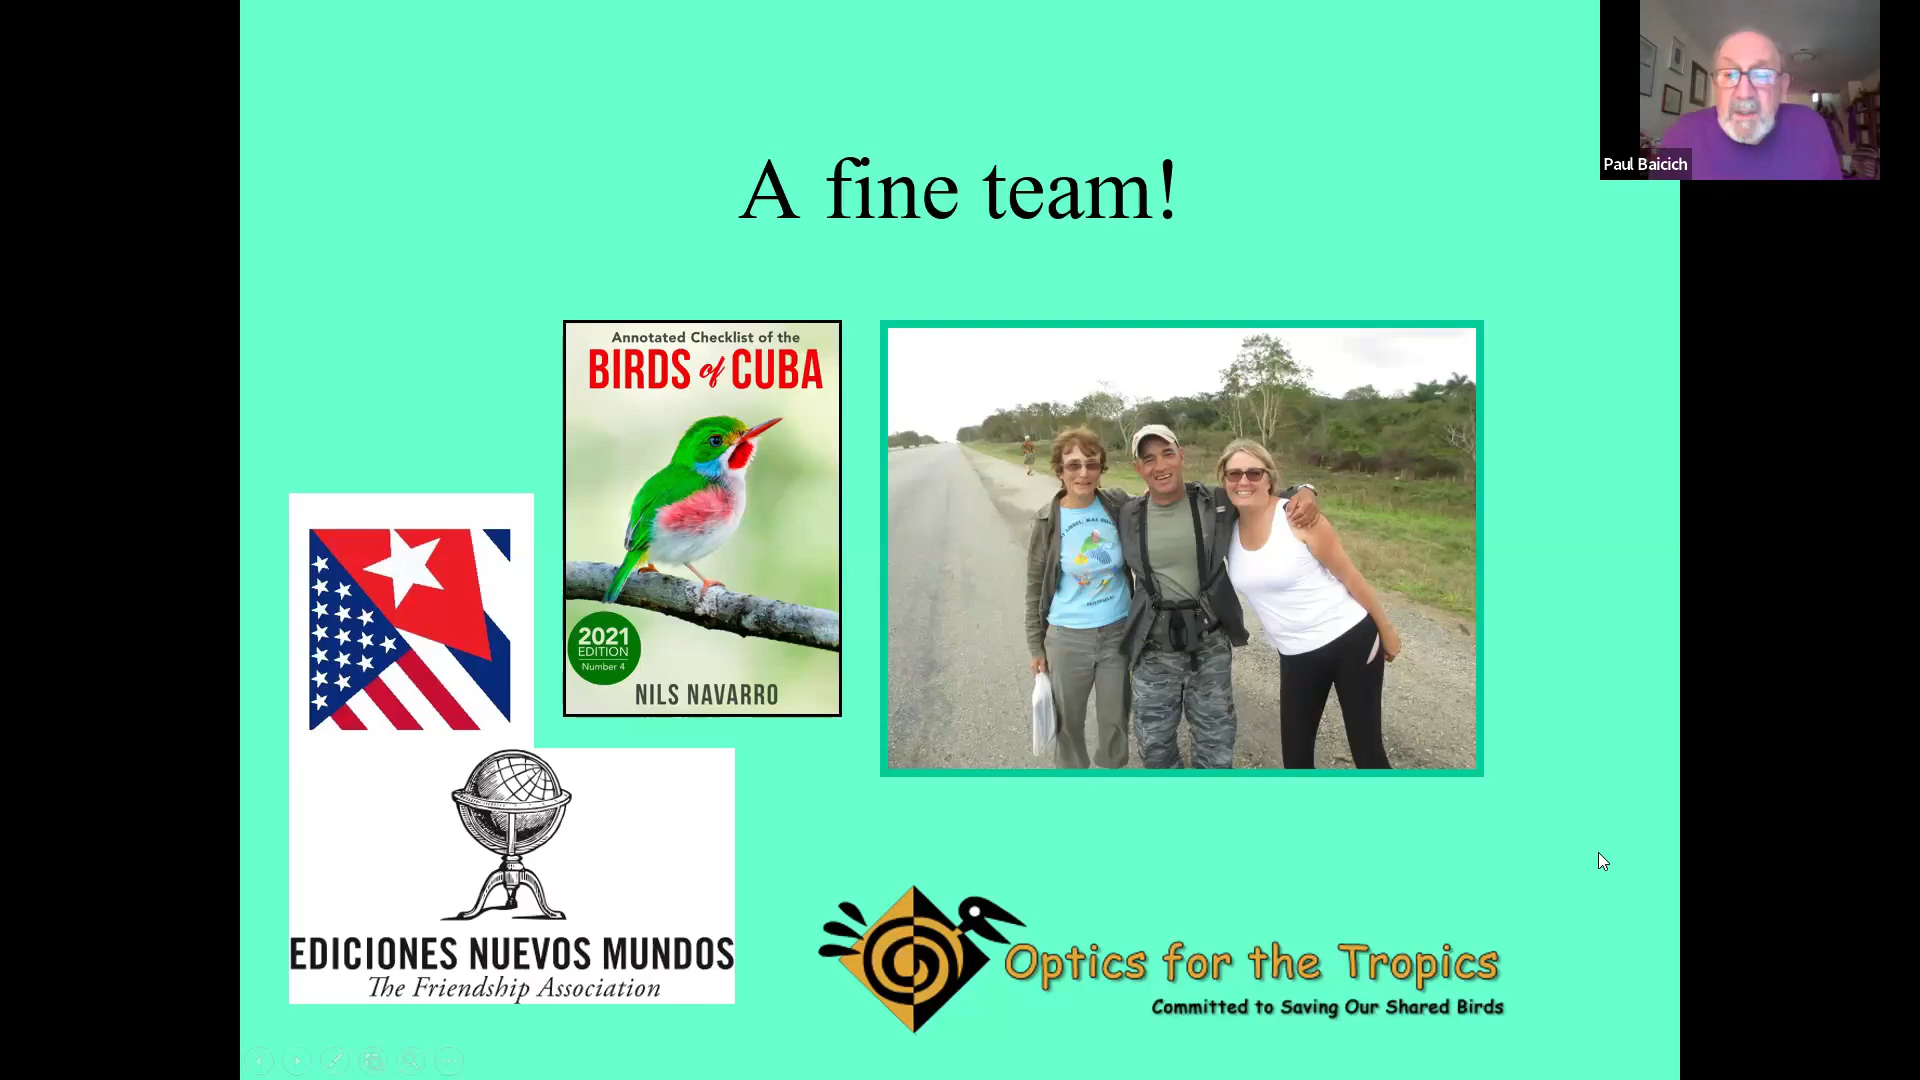 A fine team!
Paul Baicich
Annotated Checklist of the
BIRDS of CUBA
2021
EDITION
Number 4
NILS NAVARRO
EDICIONES NUEVOS MUNDOS
The Friendship Association
Optics for the Tropics
Committed to Saving Our Shared Birds